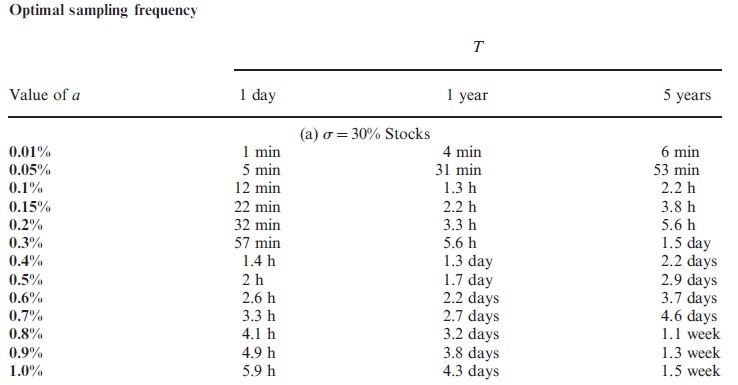 Optimal sampling frequency
T
Value of a 1 day 1 year 5 years
(a) σ = 30% Stocks
0.01% 1 min 4 min 6 min
0.05% 5 min 31 min 53 min
0.1% 12 min 1.3 h 2.2 h
0.15% 22 min 2.2 h 3.8 h
0.2% 32 min 3.3 h 5.6 h
0.3% 57 min 5.6 h 1.5 day
0.4% 1.4 h 1.3 day 2.2 days
0.5% 2 h 1.7 day 2.9 days
0.6% 2.6 h 2.2 days 3.7 days
0.7% 3.3 h 2.7 days 4.6 days
0.8% 4.1 h 3.2 days 1.1 week
0.9% 4.9 h 3.8 days 1.3 week
1.0% 5.9 h 4.3 days 1.5 week